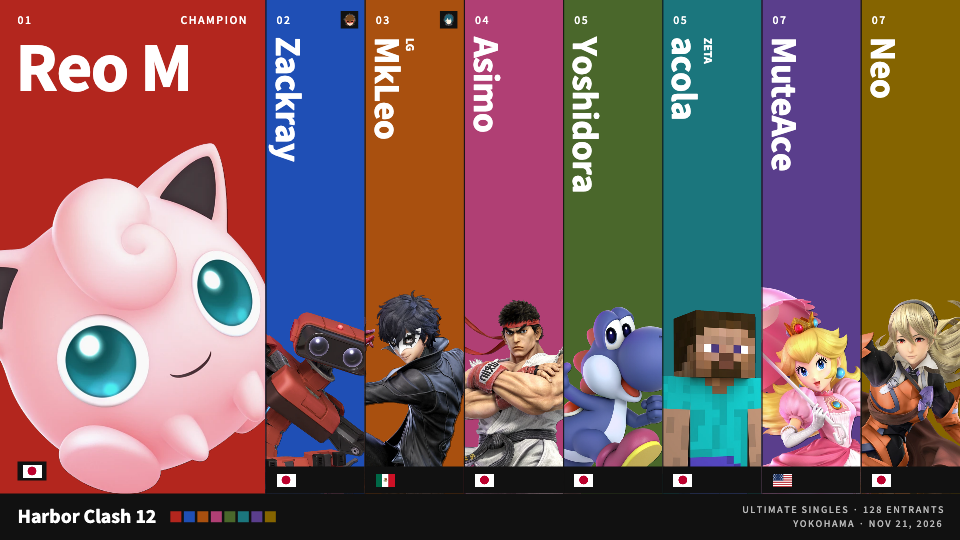 01 CHAMPION
Reo M
02
Zackray
03
LG
MkLeo
04
Asimo
05
Yoshidora
05
ZETA
acola
07
MuteAce
07
Neo
Harbor Clash 12
ULTIMATE SINGLES · 128 ENTRANTS
YOKOHAMA · NOV 21, 2026